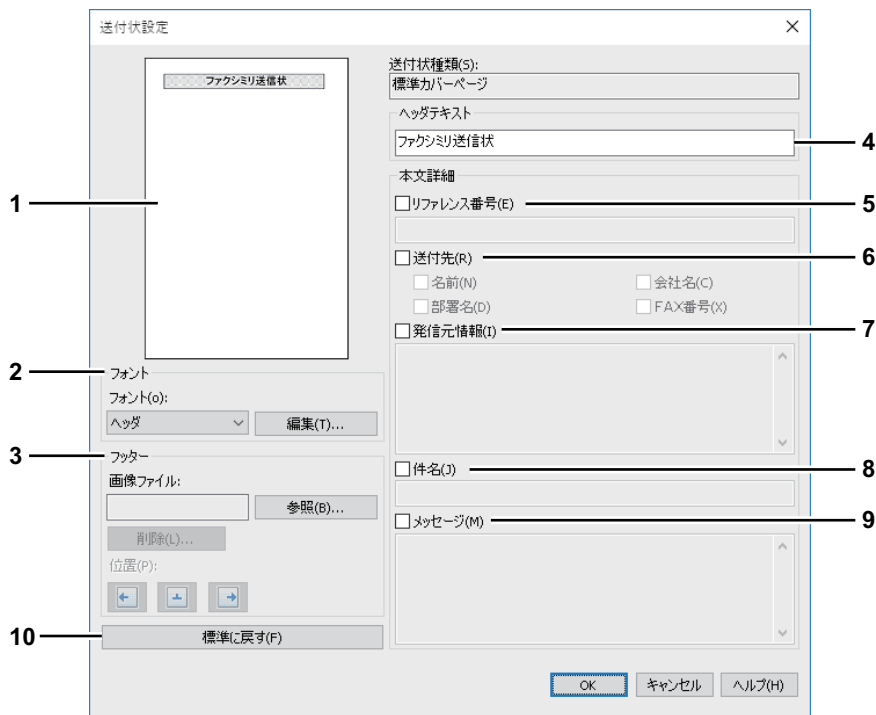 送付状設定
ファクシミリ送信状
送付状種類(S):
標準カバーページ
ヘッダテキスト
ファクシミリ送信状
4
本文詳細
リファレンス番号(E)
5
送付先(R)
6
名前(N)
会社名(C)
部署名(D)
FAX番号(X)
発信元情報(I)
7
件名(J)
8
メッセージ(M)
9
1
2
フォント
フォント(o):
ヘッダ
編集(T)...
3
フッター
画像ファイル:
参照(B)...
削除(L)...
位置(P):
10
標準に戻す(F)
OK
キャンセル
ヘルプ(H)